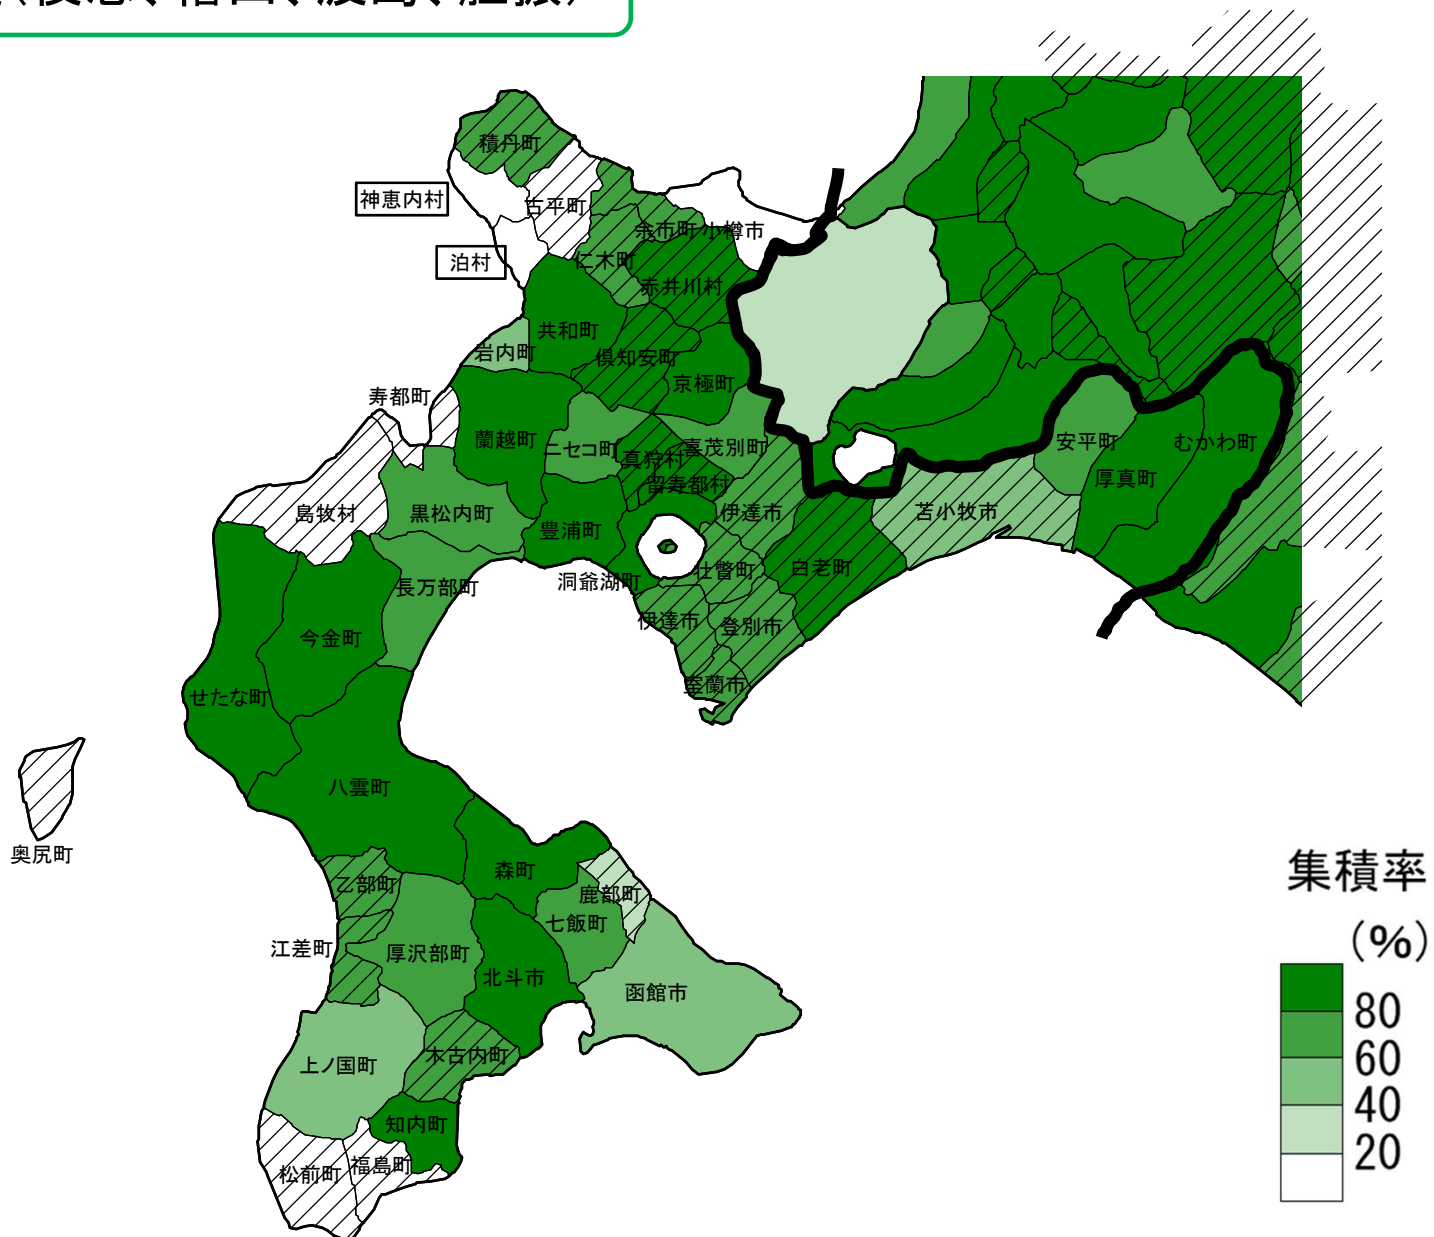 積丹町
神恵内村
古平町
余市町
小樽市
泊村
仁木町
赤井川村
共和町
岩内町
倶知安町
京極町
寿都町
蘭越町
ニセコ町
真狩村
喜茂別町
安平町
むかわ町
厚真町
留寿都村
島牧村
黒松内町
豊浦町
伊達市
苫小牧市
洞爺湖町
壮瞥町
白老町
長万部町
伊達市
登別市
今金町
せたな町
室蘭市
八雲町
奥尻町
乙部町
森町
鹿部町
七飯町
江差町
厚沢部町
北斗市
函館市
上ノ国町
木古内町
知内町
松前町
福島町
集積率
(%)
80
60
40
20